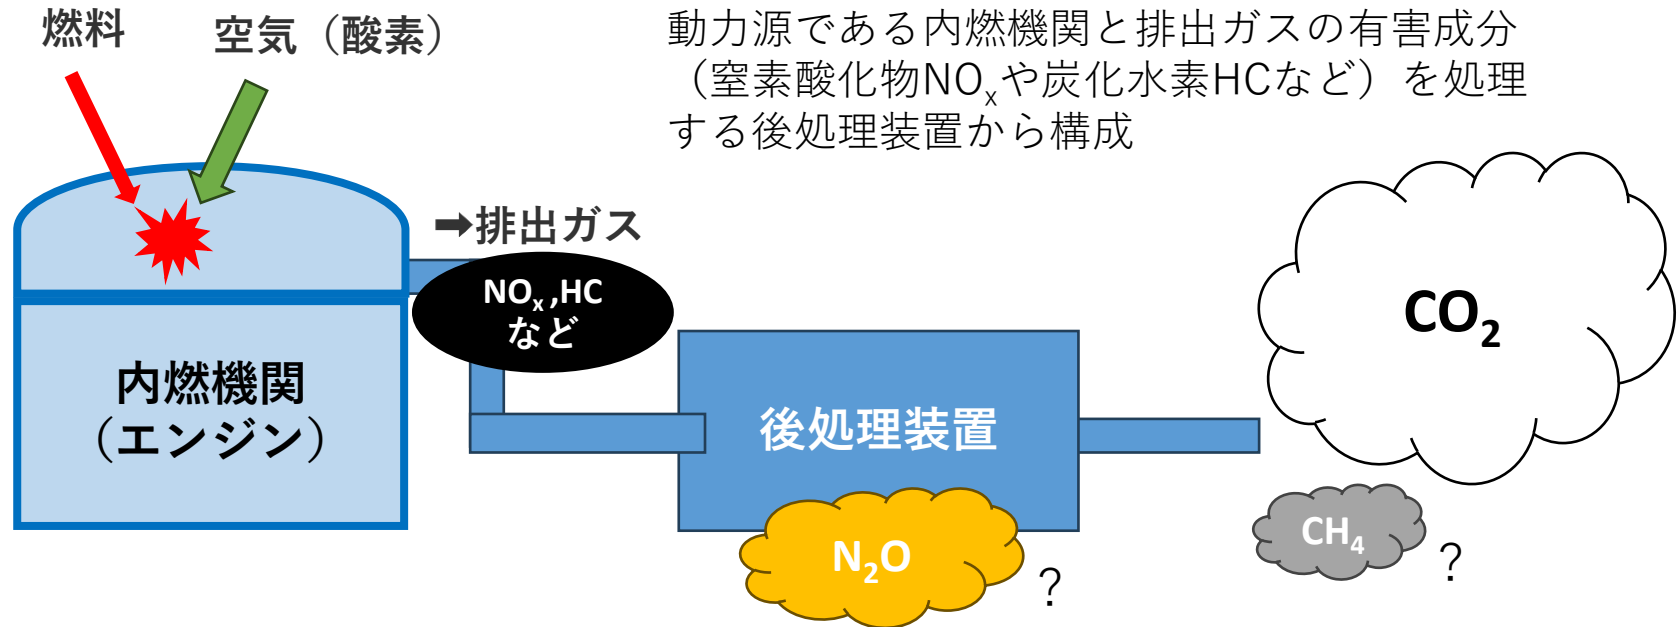 燃料
空気（酸素）
動力源である内燃機関と排出ガスの有害成分
（窒素酸化物NOxや炭化水素HCなど）を処理
する後処理装置から構成
➡排出ガス
NOx ,HC
など
内燃機関
（エンジン）
後処理装置
CO2
N2O
？
CH4
？